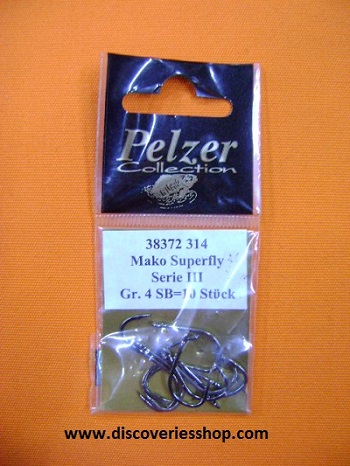 Pelzer
Collection
38372 314
Mako Superfly
Serie III
Gr. 4 SB=10 Stück
www.discoveriesshop.com